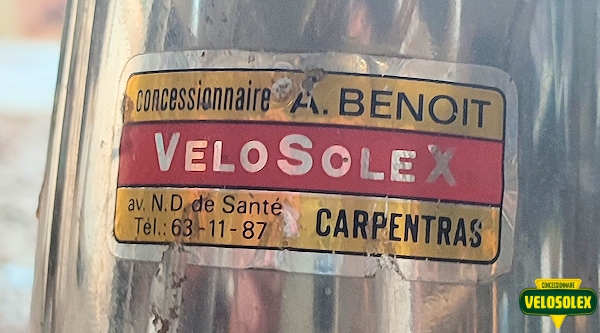 concessionnaire A. BENOIT
VELOSOLEX
av. N.D. de Santé
Tél.: 63-11-87 CARPENTRAS
CONCESSIONNAIRE
VELOSOLEX